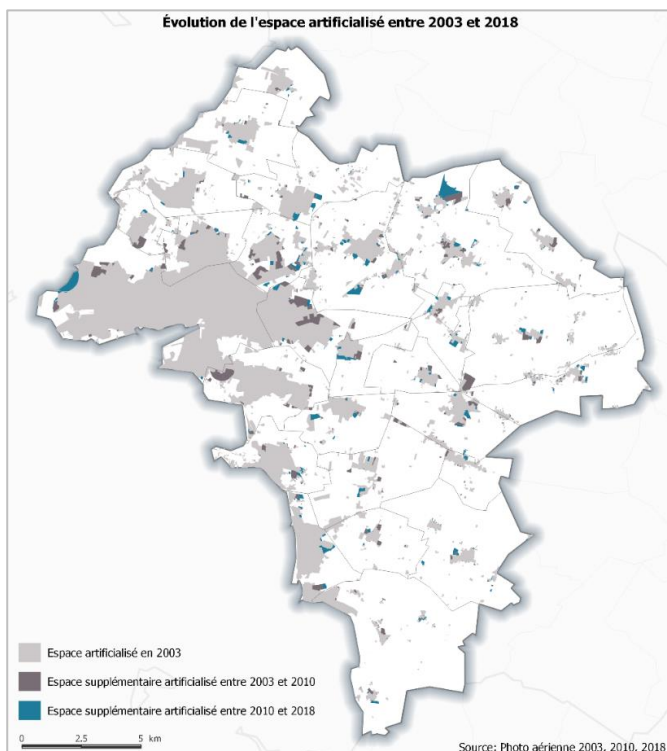 Évolution de l'espace artificialisé entre 2003 et 2018
Espace artificialisé en 2003
Espace supplémentaire artificialisé entre 2003 et 2010
Espace supplémentaire artificialisé entre 2010 et 2018
0 2.5 5 km
Source: Photo aérienne 2003, 2010, 2018